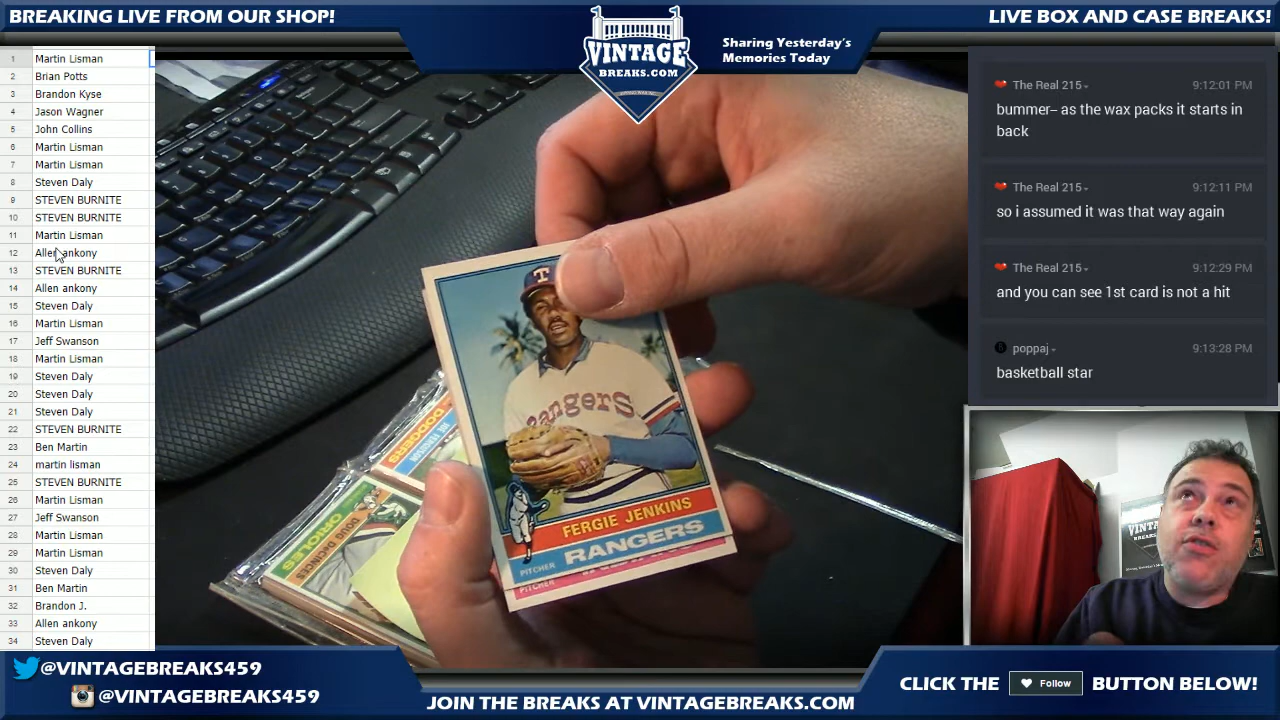 BREAKING LIVE FROM OUR SHOP!
VINTAGE
BREAKS.COM
Sharing Yesterday's
Memories Today
LIVE BOX AND CASE BREAKS!
1 Martin Lisman
2 Brian Potts
3 Brandon Kyse
4 Jason Wagner
5 John Collins
6 Martin Lisman
7 Martin Lisman
8 Steven Daly
9 STEVEN BURNITE
10 STEVEN BURNITE
11 Martin Lisman
12 Allen ankony
13 STEVEN BURNITE
14 Allen ankony
15 Steven Daly
16 Martin Lisman
17 Jeff Swanson
18 Martin Lisman
19 Steven Daly
20 Steven Daly
21 Steven Daly
22 STEVEN BURNITE
23 Ben Martin
24 martin lisman
25 STEVEN BURNITE
26 Martin Lisman
27 Jeff Swanson
28 Martin Lisman
29 Martin Lisman
30 Steven Daly
31 Ben Martin
32 Brandon J.
33 Allen ankony
34 Steven Daly
T
Rangers
FERGIE JENKINS
PITCHER RANGERS
PITCHER
DODGERS
JOE FERGUSON
ORIOLES
DOUG DeCINCES
The Real 215 9:12:01 PM
bummer-- as the wax packs it starts in
back
The Real 215 9:12:11 PM
so i assumed it was that way again
The Real 215 9:12:29 PM
and you can see 1st card is not a hit
poppaj 9:13:28 PM
basketball star
VINTAGE
@VINTAGEBREAKS459
@VINTAGEBREAKS459
JOIN THE BREAKS AT VINTAGEBREAKS.COM
CLICK THE Follow BUTTON BELOW!